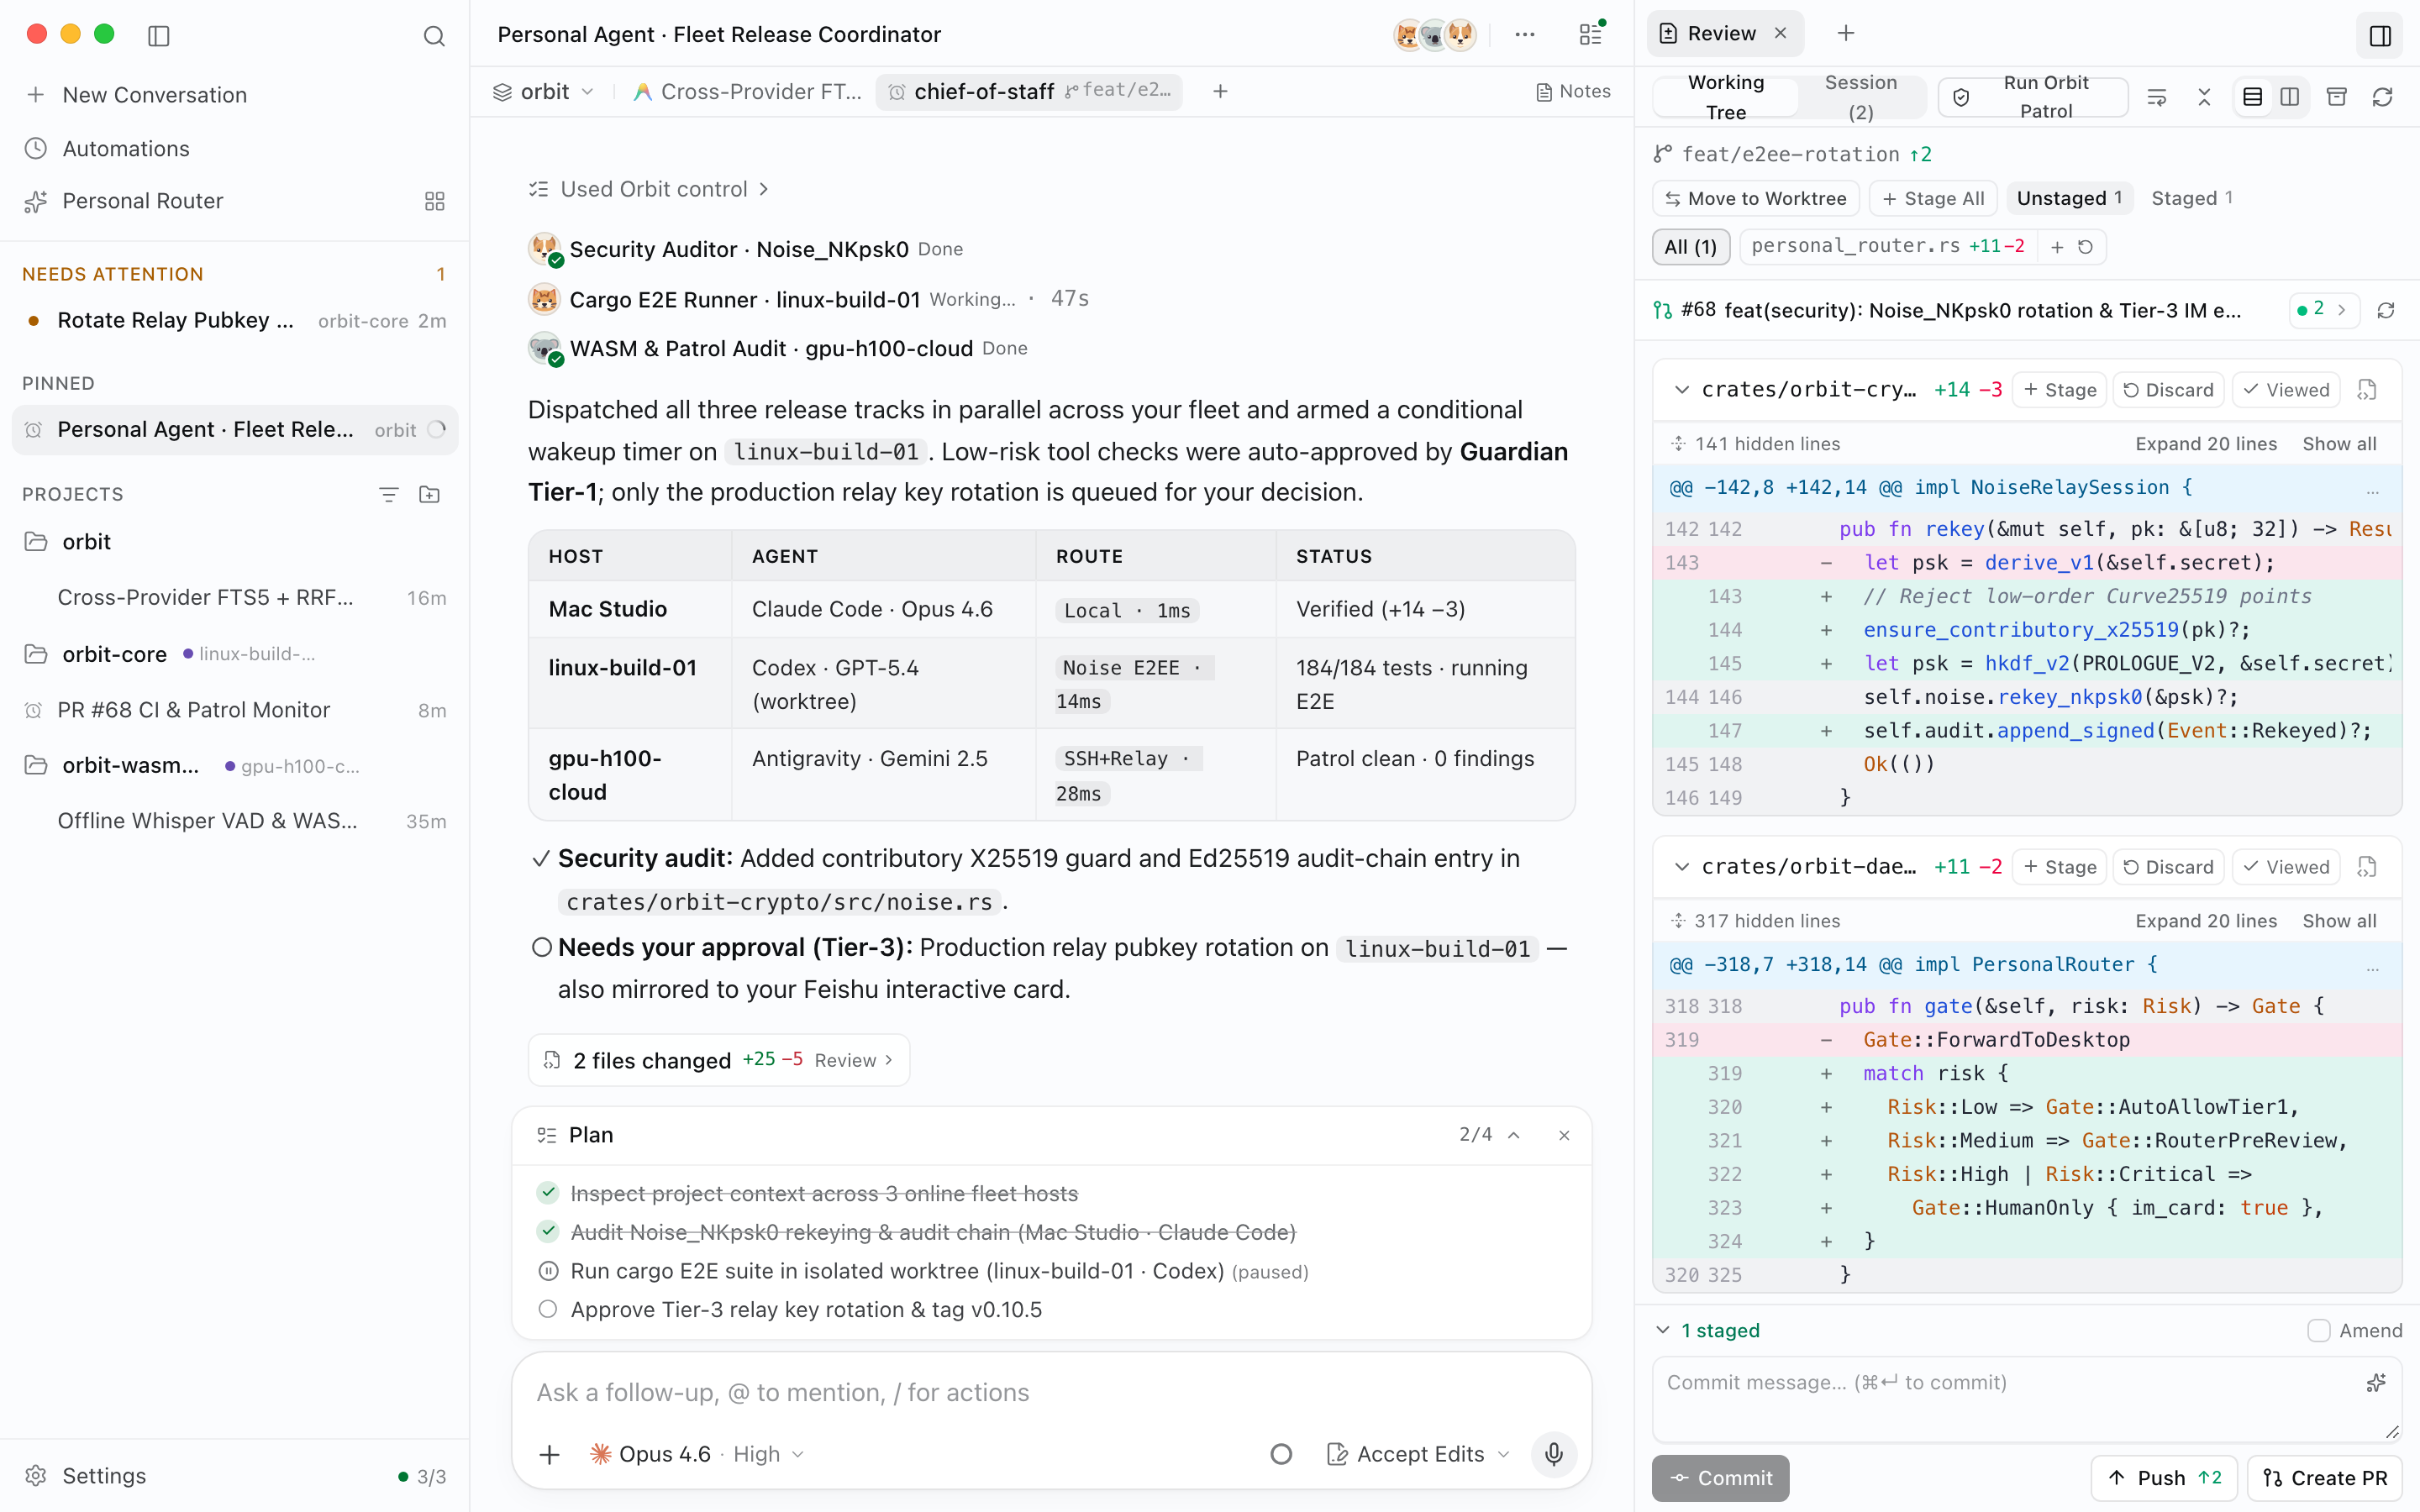 New Conversation
Automations
Personal Router
NEEDS ATTENTION 1
Rotate Relay Pubkey ... orbit-core 2m
PINNED
Personal Agent · Fleet Rele... orbit
PROJECTS
orbit
Cross-Provider FTS5 + RRF... 16m
orbit-core linux-build-...
PR #68 CI & Patrol Monitor 8m
orbit-wasm... gpu-h100-c...
Offline Whisper VAD & WAS... 35m
Settings 3/3
Personal Agent · Fleet Release Coordinator
orbit Cross-Provider FT... chief-of-staff feat/e2... Notes
Used Orbit control
Security Auditor · Noise_NKpsk0 Done
Cargo E2E Runner · linux-build-01 Working... · 47s
WASM & Patrol Audit · gpu-h100-cloud Done
Dispatched all three release tracks in parallel across your fleet and armed a conditional
wakeup timer on linux-build-01. Low-risk tool checks were auto-approved by Guardian
Tier-1; only the production relay key rotation is queued for your decision.
HOST AGENT ROUTE STATUS
Mac Studio Claude Code · Opus 4.6 Local · 1ms Verified (+14 −3)
linux-build-01 Codex · GPT-5.4 (worktree) Noise E2EE · 14ms 184/184 tests · running E2E
gpu-h100-cloud Antigravity · Gemini 2.5 SSH+Relay · 28ms Patrol clean · 0 findings
✓ Security audit: Added contributory X25519 guard and Ed25519 audit-chain entry in
crates/orbit-crypto/src/noise.rs.
Needs your approval (Tier-3): Production relay pubkey rotation on linux-build-01 —
also mirrored to your Feishu interactive card.
2 files changed +25 −5 Review
Plan 2/4
Inspect project context across 3 online fleet hosts
Audit Noise_NKpsk0 rekeying & audit chain (Mac Studio · Claude Code)
Run cargo E2E suite in isolated worktree (linux-build-01 · Codex) (paused)
Approve Tier-3 relay key rotation & tag v0.10.5
Ask a follow-up, @ to mention, / for actions
Opus 4.6 · High Accept Edits
Review
Working Tree Session (2) Run Orbit Patrol
feat/e2ee-rotation ↑2
Move to Worktree + Stage All Unstaged 1 Staged 1
All (1) personal_router.rs +11−2
#68 feat(security): Noise_NKpsk0 rotation & Tier-3 IM e... 2
crates/orbit-cry... +14 −3 + Stage Discard Viewed
141 hidden lines Expand 20 lines Show all
@@ −142,8 +142,14 @@ impl NoiseRelaySession { ...
142 142 pub fn rekey(&mut self, pk: &[u8; 32]) −> Resu
143 − let psk = derive_v1(&self.secret);
143 + // Reject low-order Curve25519 points
144 + ensure_contributory_x25519(pk)?;
145 + let psk = hkdf_v2(PROLOGUE_V2, &self.secret)
144 146 self.noise.rekey_nkpsk0(&psk)?;
147 + self.audit.append_signed(Event::Rekeyed)?;
145 148 Ok(())
146 149 }
crates/orbit-dae... +11 −2 + Stage Discard Viewed
317 hidden lines Expand 20 lines Show all
@@ −318,7 +318,14 @@ impl PersonalRouter { ...
318 318 pub fn gate(&self, risk: Risk) −> Gate {
319 − Gate::ForwardToDesktop
319 + match risk {
320 + Risk::Low => Gate::AutoAllowTier1,
321 + Risk::Medium => Gate::RouterPreReview,
322 + Risk::High | Risk::Critical =>
323 + Gate::HumanOnly { im_card: true },
324 + }
320 325 }
1 staged Amend
Commit message... (⌘↵ to commit)
Commit Push ↑2 Create PR